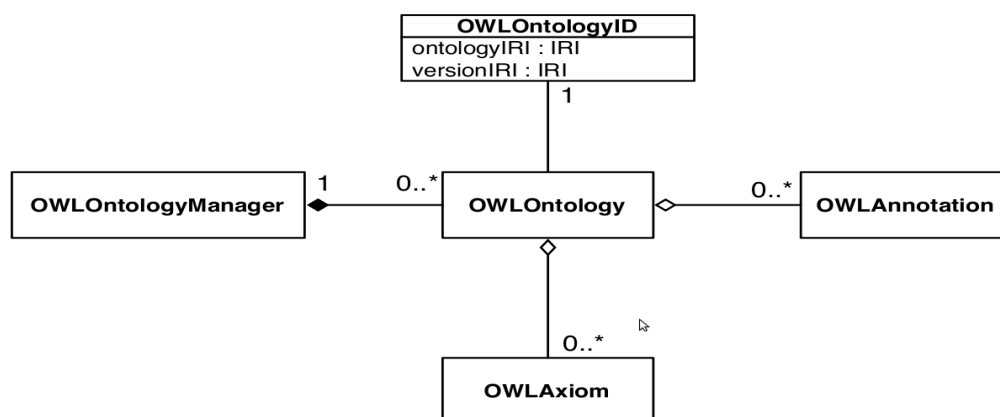 OWLOntologyID
ontologyIRI : IRI
versionIRI : IRI
1
1
0..*
0..*
OWLOntologyManager
OWLOntology
OWLAnnotation
0..*
OWLAxiom